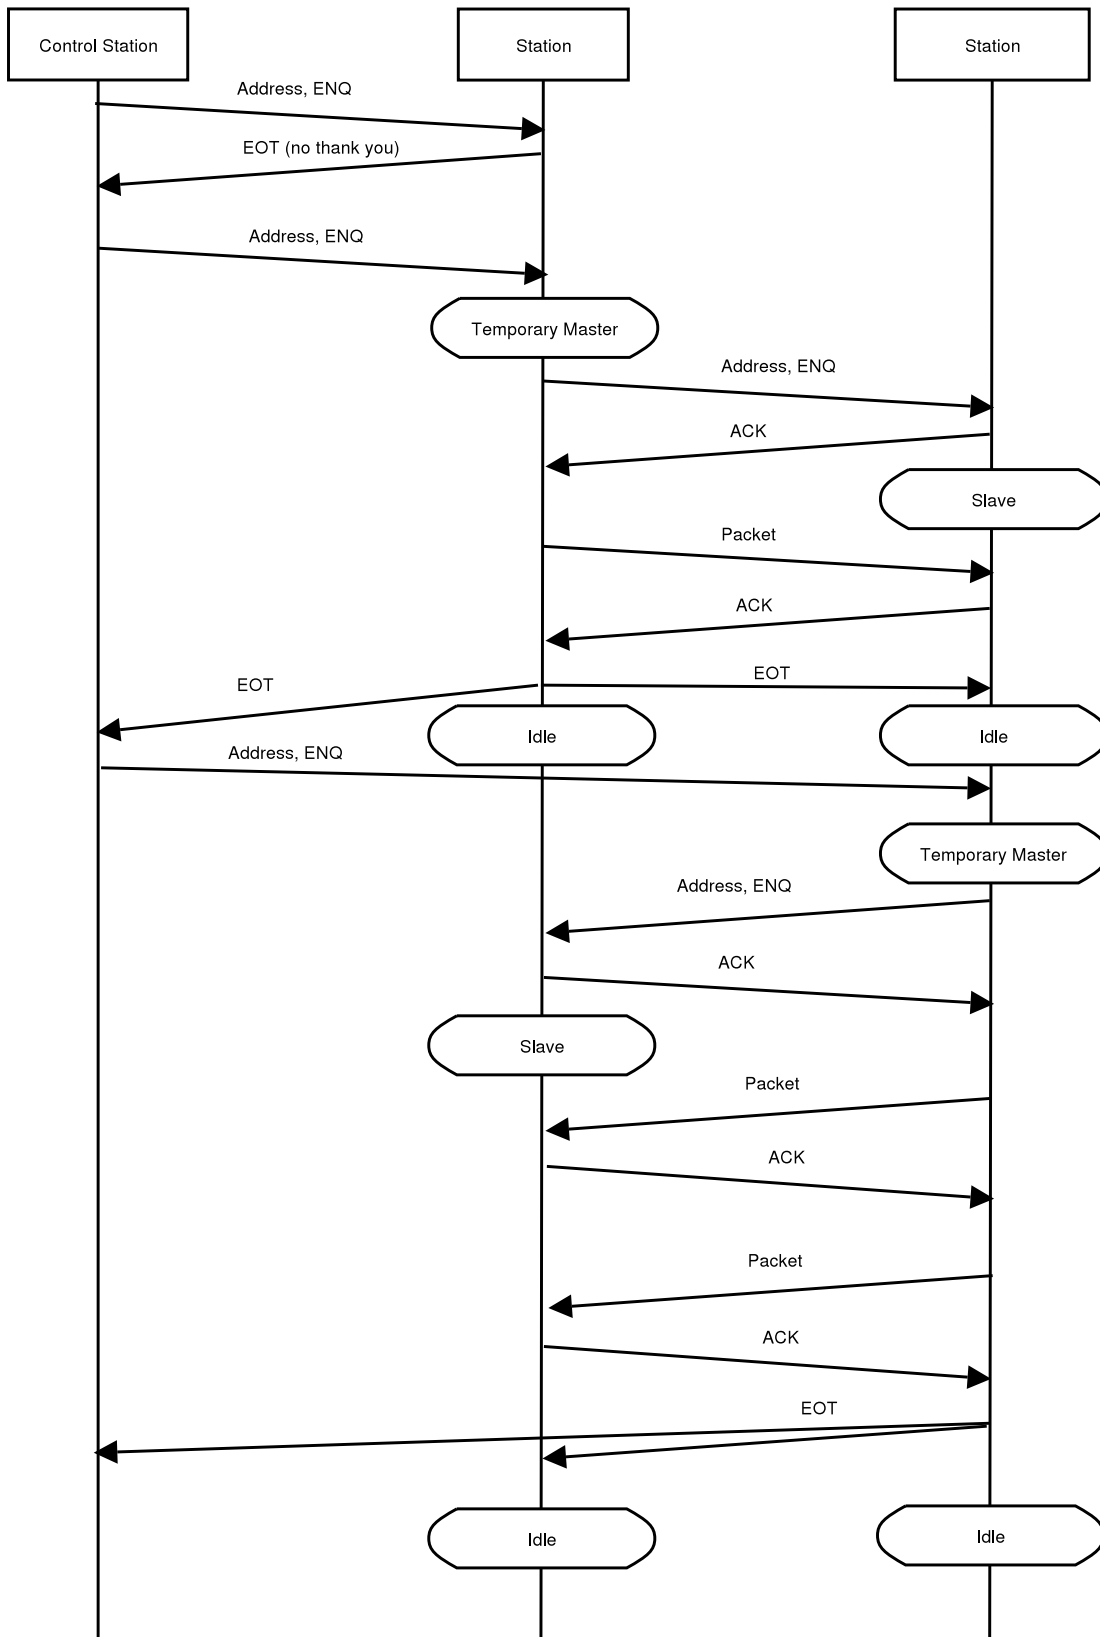 Control Station
Station
Station
Address, ENQ
EOT (no thank you)
Address, ENQ
Temporary Master
Address, ENQ
ACK
Slave
Packet
ACK
EOT
EOT
Idle
Idle
Address, ENQ
Temporary Master
Address, ENQ
ACK
Slave
Packet
ACK
Packet
ACK
EOT
Idle
Idle